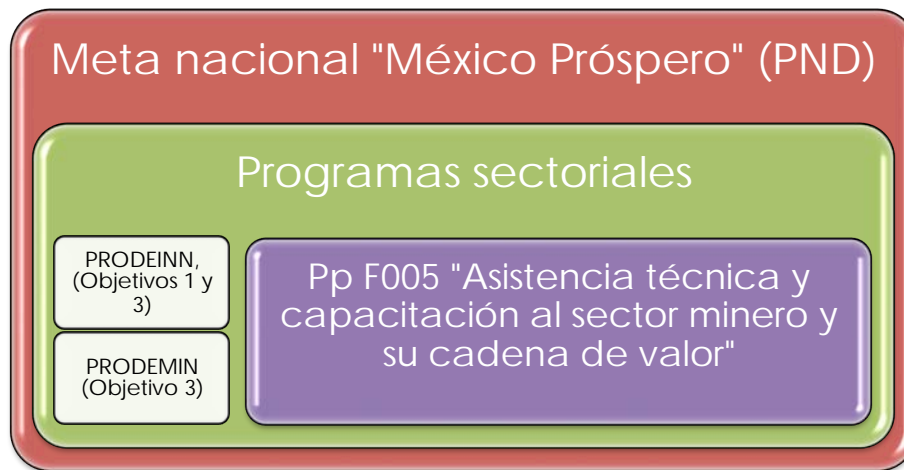 Meta nacional "México Próspero" (PND)
Programas sectoriales
PRODEINN,
(Objetivos 1 y
3)
PRODEMIN
(Objetivo 3)
Pp F005 "Asistencia técnica y
capacitación al sector minero y
su cadena de valor"